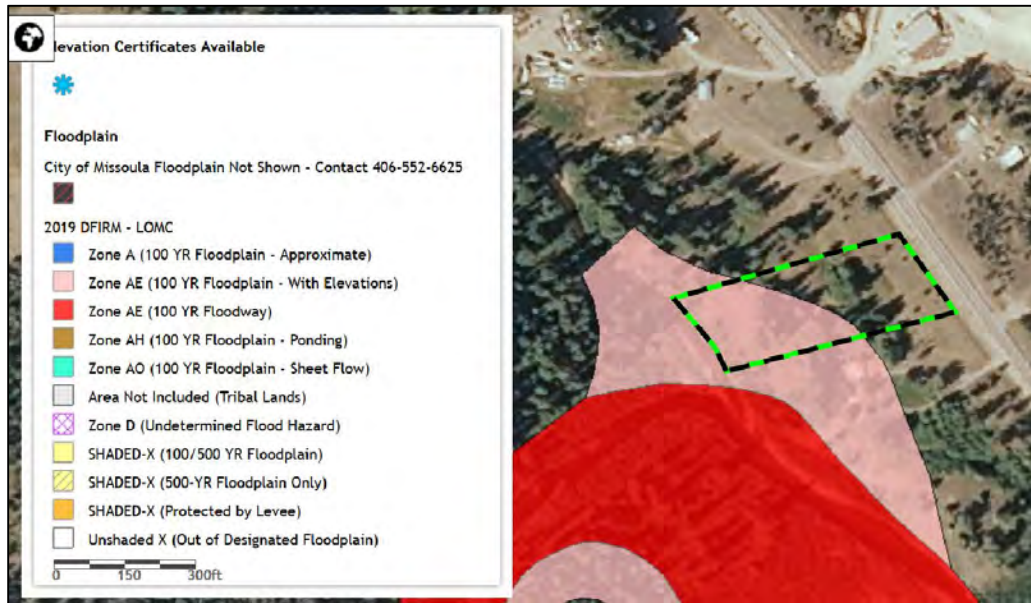 levation Certificates Available
Floodplain
City of Missoula Floodplain Not Shown - Contact 406-552-6625
2019 DFIRM - LOMC
Zone A (100 YR Floodplain - Approximate)
Zone AE (100 YR Floodplain - With Elevations)
Zone AE (100 YR Floodway)
Zone AH (100 YR Floodplain - Ponding)
Zone AO (100 YR Floodplain - Sheet Flow)
Area Not Included (Tribal Lands)
Zone D (Undetermined Flood Hazard)
SHADED-X (100/500 YR Floodplain)
SHADED-X (500-YR Floodplain Only)
SHADED-X (Protected by Levee)
Unshaded X (Out of Designated Floodplain)
0 150 300ft